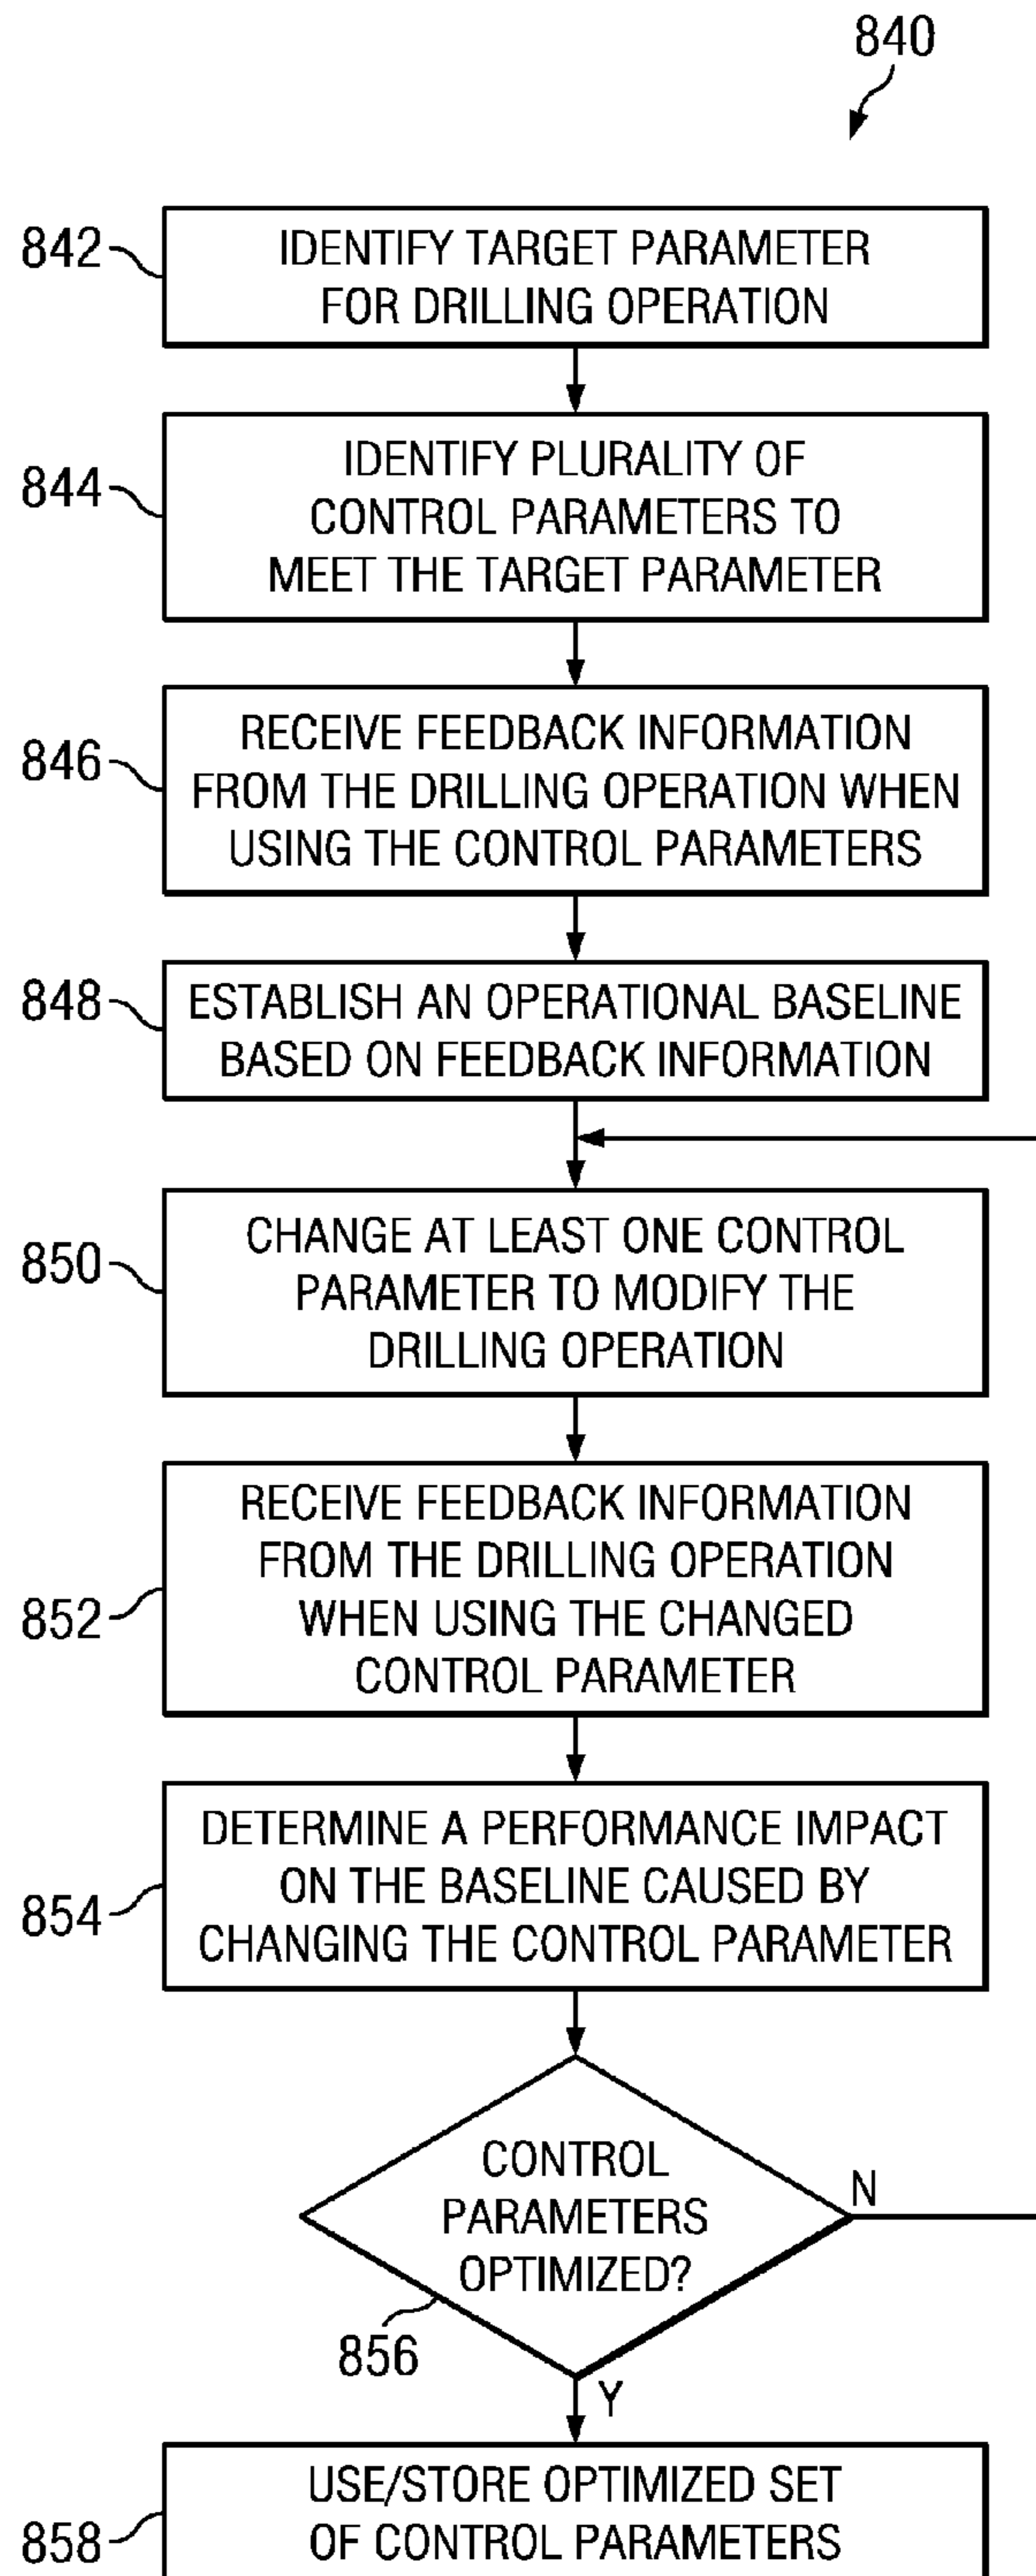 840
842
IDENTIFY TARGET PARAMETER
FOR DRILLING OPERATION
844
IDENTIFY PLURALITY OF
CONTROL PARAMETERS TO
MEET THE TARGET PARAMETER
846
RECEIVE FEEDBACK INFORMATION
FROM THE DRILLING OPERATION WHEN
USING THE CONTROL PARAMETERS
848
ESTABLISH AN OPERATIONAL BASELINE
BASED ON FEEDBACK INFORMATION
850
CHANGE AT LEAST ONE CONTROL
PARAMETER TO MODIFY THE
DRILLING OPERATION
852
RECEIVE FEEDBACK INFORMATION
FROM THE DRILLING OPERATION
WHEN USING THE CHANGED
CONTROL PARAMETER
854
DETERMINE A PERFORMANCE IMPACT
ON THE BASELINE CAUSED BY
CHANGING THE CONTROL PARAMETER
CONTROL
PARAMETERS
OPTIMIZED?
N
856
Y
858
USE/STORE OPTIMIZED SET
OF CONTROL PARAMETERS